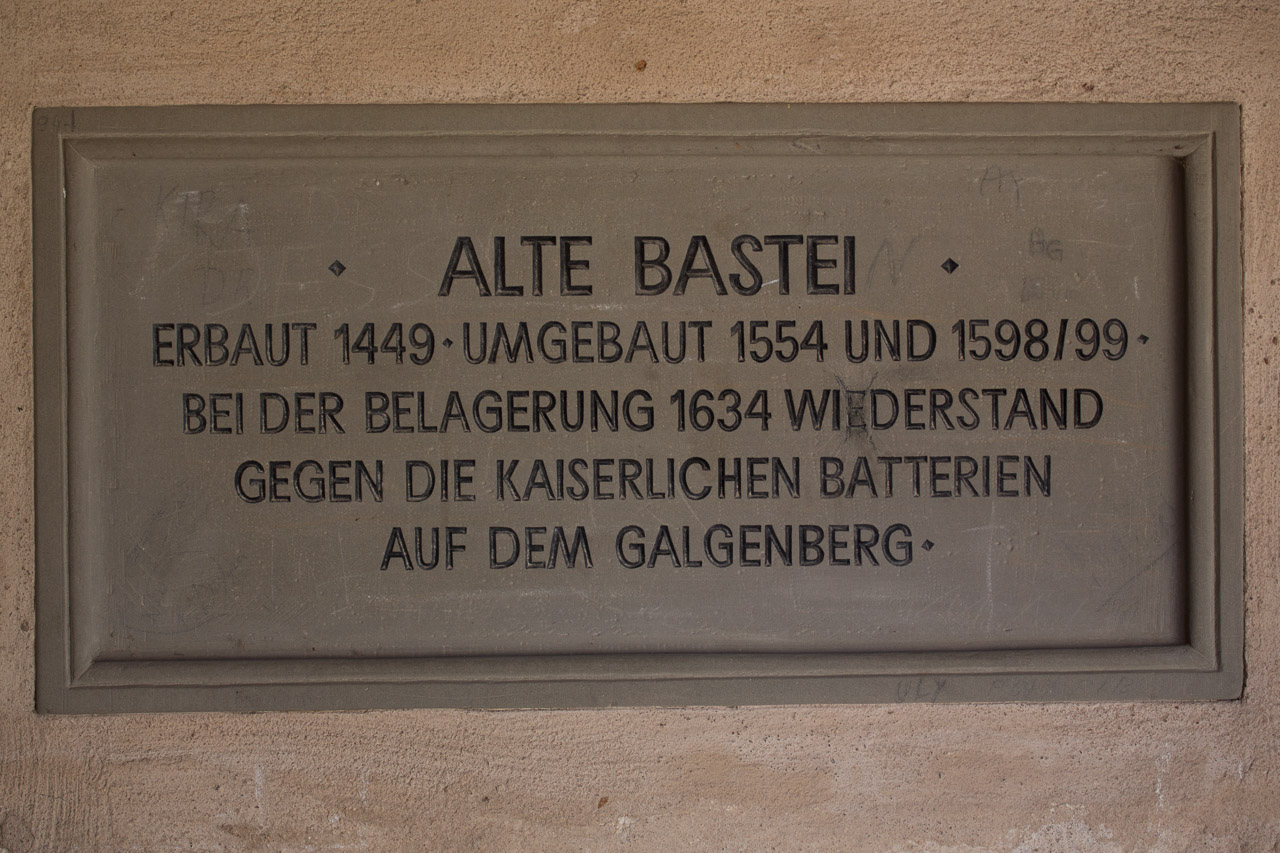 · ALTE BASTEI ·
ERBAUT 1449 · UMGEBAUT 1554 UND 1598/99 ·
BEI DER BELAGERUNG 1634 WIEDERSTAND
GEGEN DIE KAISERLICHEN BATTERIEN
AUF DEM GALGENBERG ·